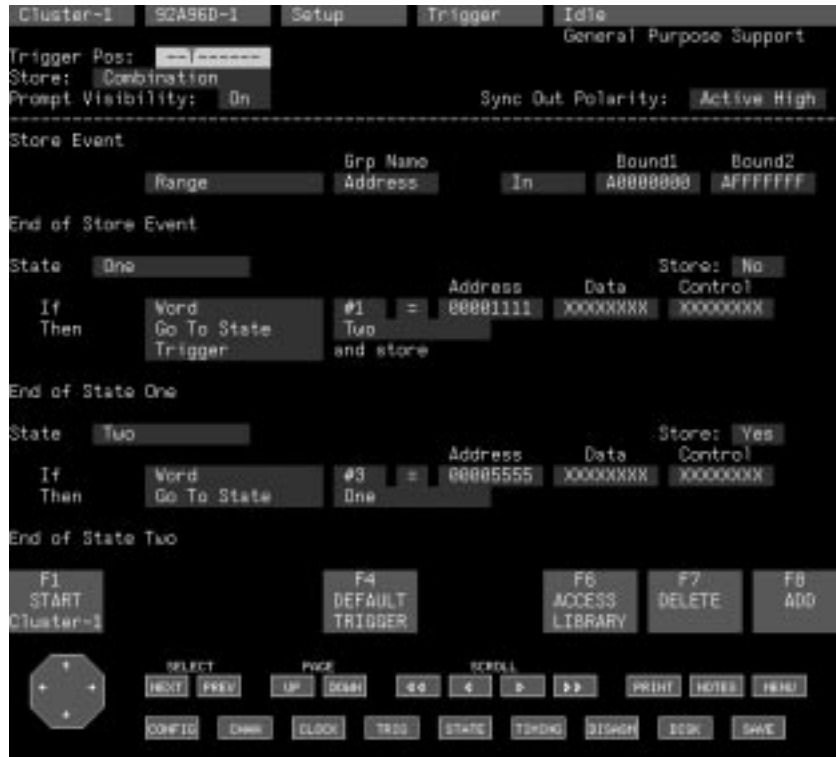 Cluster-1 92A96D-1 Setup Trigger Idle
General Purpose Support
Trigger Pos: --T------
Store: Combination
Prompt Visibility: On Sync Out Polarity: Active High
Store Event
Grp Name Bound1 Bound2
Range Address In A0000000 AFFFFFFF
End of Store Event
State One Store: No
Address Data Control
If Word #1 = 00001111 XXXXXXXX XXXXXXXX
Then Go To State Two
Trigger and store
End of State One
State Two Store: Yes
Address Data Control
If Word #3 = 00005555 XXXXXXXX XXXXXXXX
Then Go To State One
End of State Two
F1 F4 F6 F7 F8
START DEFAULT ACCESS DELETE ADD
Cluster-1 TRIGGER LIBRARY
SELECT PAGE SCROLL
NEXT PREV UP DOWN PRINT NOTES MENU
CONFIG CHAN CLOCK TRIG STATE TIMING DISASM DISK SAVE